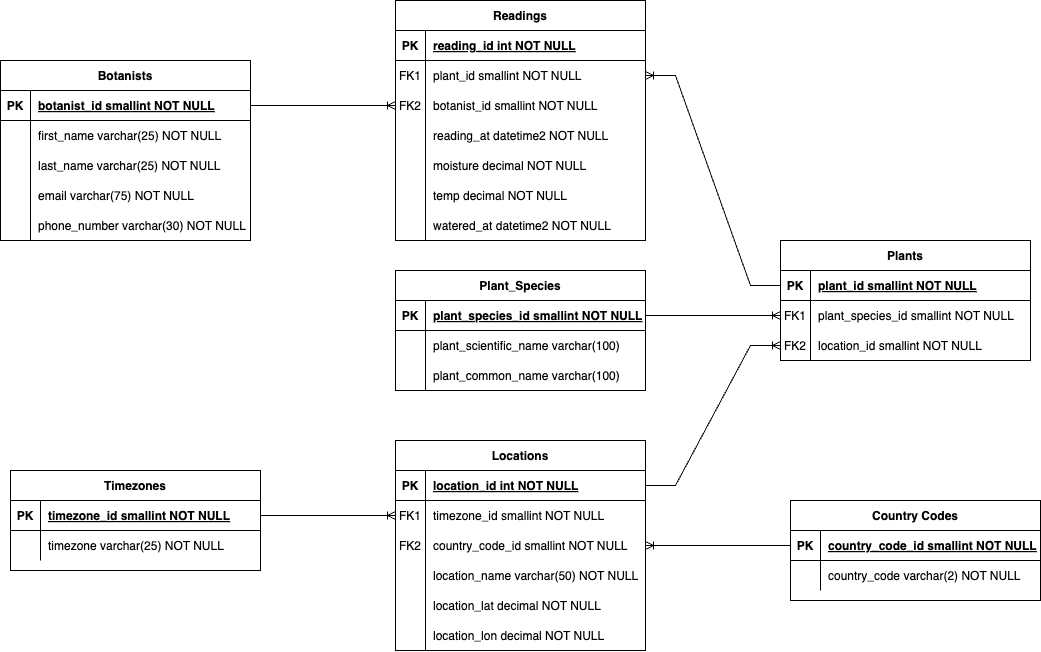 Readings
PK reading_id int NOT NULL
FK1 plant_id smallint NOT NULL
FK2 botanist_id smallint NOT NULL
reading_at datetime2 NOT NULL
moisture decimal NOT NULL
temp decimal NOT NULL
watered_at datetime2 NOT NULL
Botanists
PK botanist_id smallint NOT NULL
first_name varchar(25) NOT NULL
last_name varchar(25) NOT NULL
email varchar(75) NOT NULL
phone_number varchar(30) NOT NULL
Plants
PK plant_id smallint NOT NULL
FK1 plant_species_id smallint NOT NULL
FK2 location_id smallint NOT NULL
Plant_Species
PK plant_species_id smallint NOT NULL
plant_scientific_name varchar(100)
plant_common_name varchar(100)
Locations
PK location_id int NOT NULL
FK1 timezone_id smallint NOT NULL
FK2 country_code_id smallint NOT NULL
location_name varchar(50) NOT NULL
location_lat decimal NOT NULL
location_lon decimal NOT NULL
Timezones
PK timezone_id smallint NOT NULL
timezone varchar(25) NOT NULL
Country Codes
PK country_code_id smallint NOT NULL
country_code varchar(2) NOT NULL